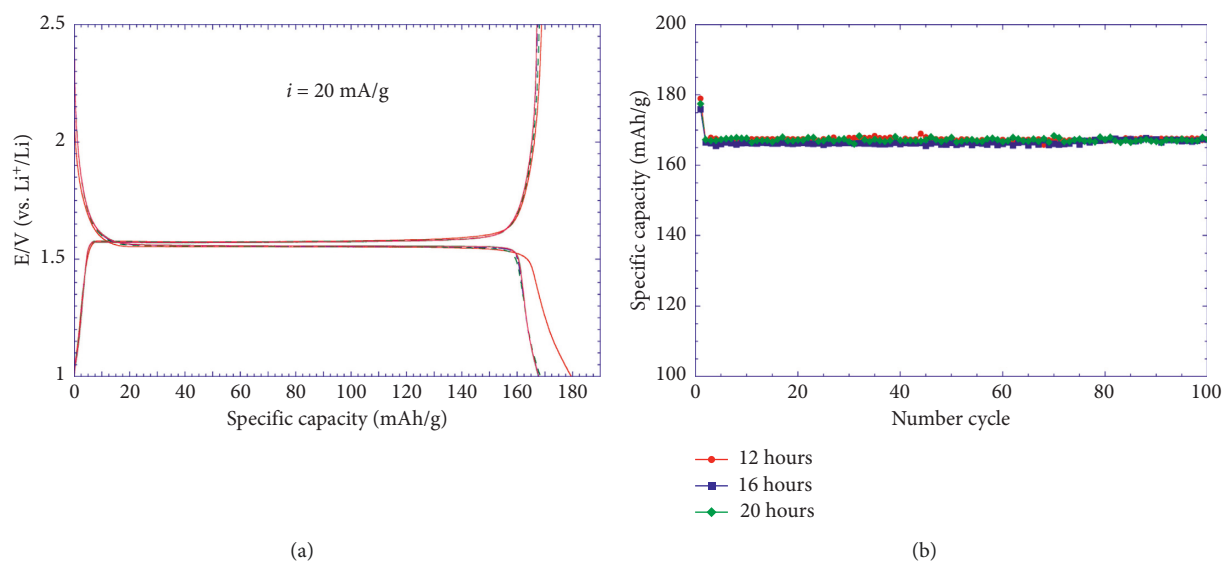 2.5
2
1.5
1
E/V (vs. Li⁺/Li)
i = 20 mA/g
0 20 40 60 80 100 120 140 160 180
Specific capacity (mAh/g)
(a)
200
180
160
140
120
100
Specific capacity (mAh/g)
0 20 40 60 80 100
Number cycle
12 hours
16 hours
20 hours
(b)